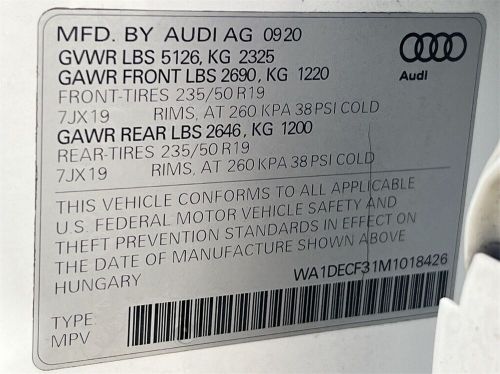 MFD. BY AUDI AG 0920
GVWR LBS 5126, KG 2325
GAWR FRONT LBS 2690, KG 1220
FRONT-TIRES 235/50 R19
7JX19 RIMS, AT 260 KPA 38 PSI COLD
GAWR REAR LBS 2646, KG 1200
REAR-TIRES 235/50 R19
7JX19 RIMS, AT 260 KPA 38 PSI COLD
Audi
THIS VEHICLE CONFORMS TO ALL APPLICABLE
U.S. FEDERAL MOTOR VEHICLE SAFETY AND
THEFT PREVENTION STANDARDS IN EFFECT ON
THE DATE OF MANUFACTURE SHOWN ABOVE.
HUNGARY
WA1DECF31M1018426
TYPE:
MPV